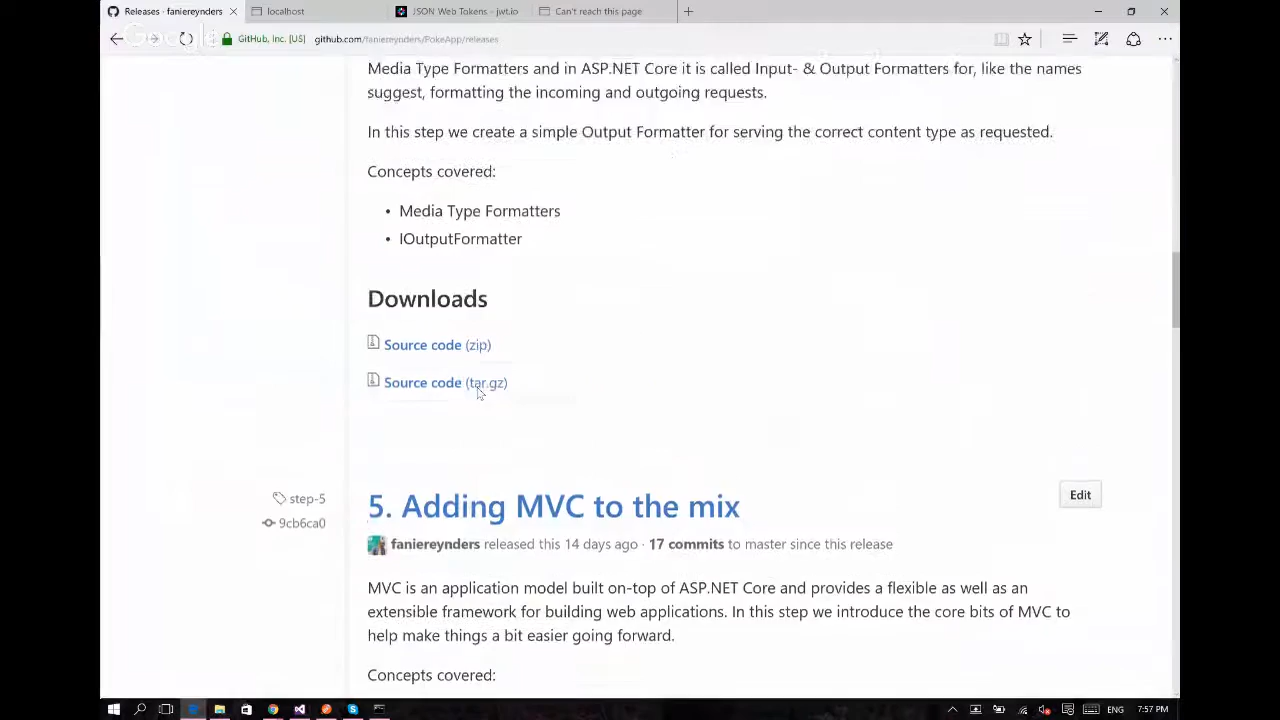 Releases · faniereynders
localhost
JSON Web Tokens - jwt.io
Can't reach this page
GitHub, Inc. [US]
github.com/faniereynders/PokeApp/releases
Media Type Formatters and in ASP.NET Core it is called Input- & Output Formatters for, like the names
suggest, formatting the incoming and outgoing requests.
In this step we create a simple Output Formatter for serving the correct content type as requested.
Concepts covered:
• Media Type Formatters
• IOutputFormatter
Downloads
Source code (zip)
Source code (tar.gz)
step-5
9cb6ca0
5. Adding MVC to the mix
Edit
faniereynders released this 14 days ago · 17 commits to master since this release
MVC is an application model built on-top of ASP.NET Core and provides a flexible as well as an
extensible framework for building web applications. In this step we introduce the core bits of MVC to
help make things a bit easier going forward.
Concepts covered:
ENG
7:57 PM